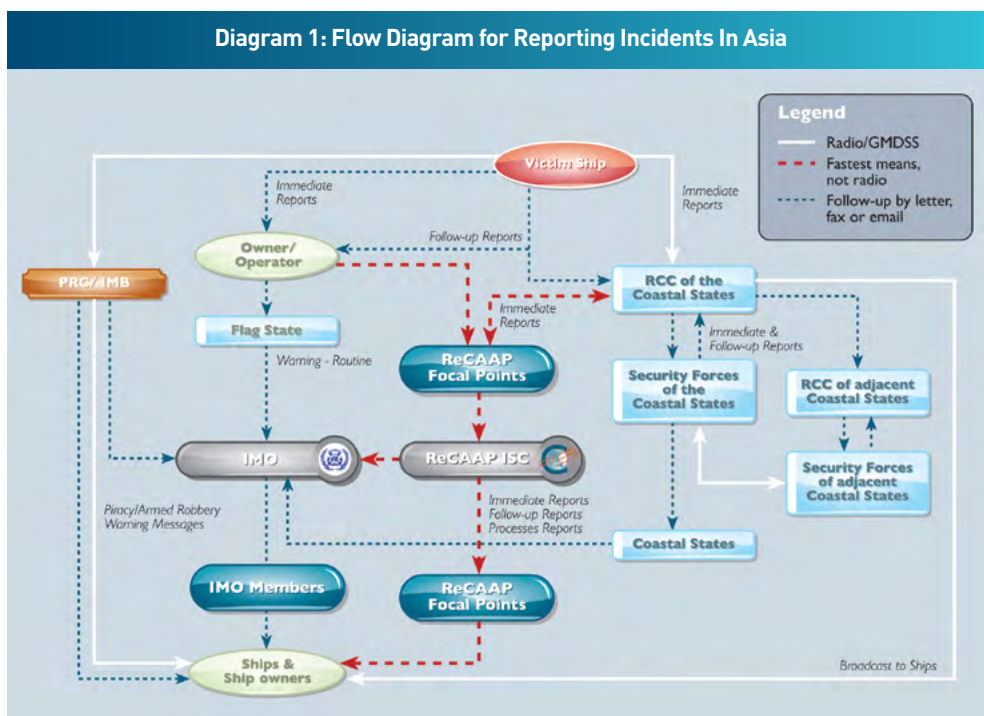 Diagram 1: Flow Diagram for Reporting Incidents In Asia
Legend
Radio/GMDSS
Fastest means,
not radio
Follow-up by letter,
fax or email
Victim Ship
Immediate
Reports
Immediate
Reports
Follow-up Reports
Owner/
Operator
PRC/IMB
RCC of the
Coastal States
Flag State
Immediate
Reports
Immediate &
Follow-up Reports
Warning - Routine
ReCAAP
Focal Points
Security Forces
of the
Coastal States
RCC of adjacent
Coastal States
IMO
ReCAAP ISC
Security Forces
of adjacent
Coastal States
Piracy/Armed Robbery
Warning Messages
Immediate Reports
Follow-up Reports
Processes Reports
Coastal States
IMO Members
ReCAAP
Focal Points
Ships &
Ship owners
Broadcast to Ships